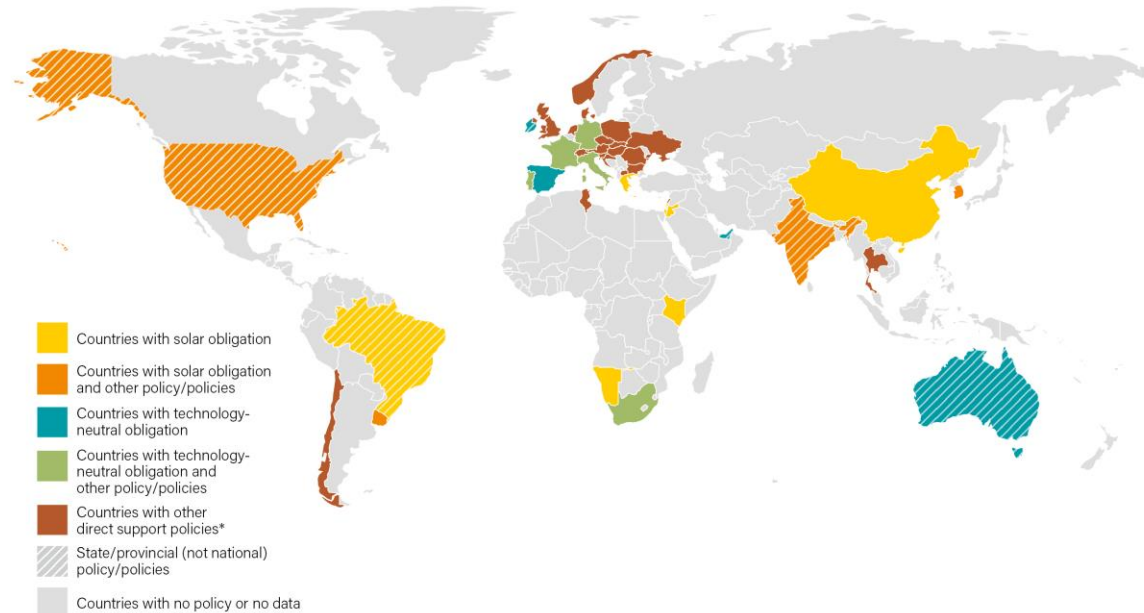 Countries with solar obligation
Countries with solar obligation
and other policy/policies
Countries with technology-
neutral obligation
Countries with technology-
neutral obligation and
other policy/policies
Countries with other
direct support policies*
State/provincial (not national)
policy/policies
Countries with no policy or no data